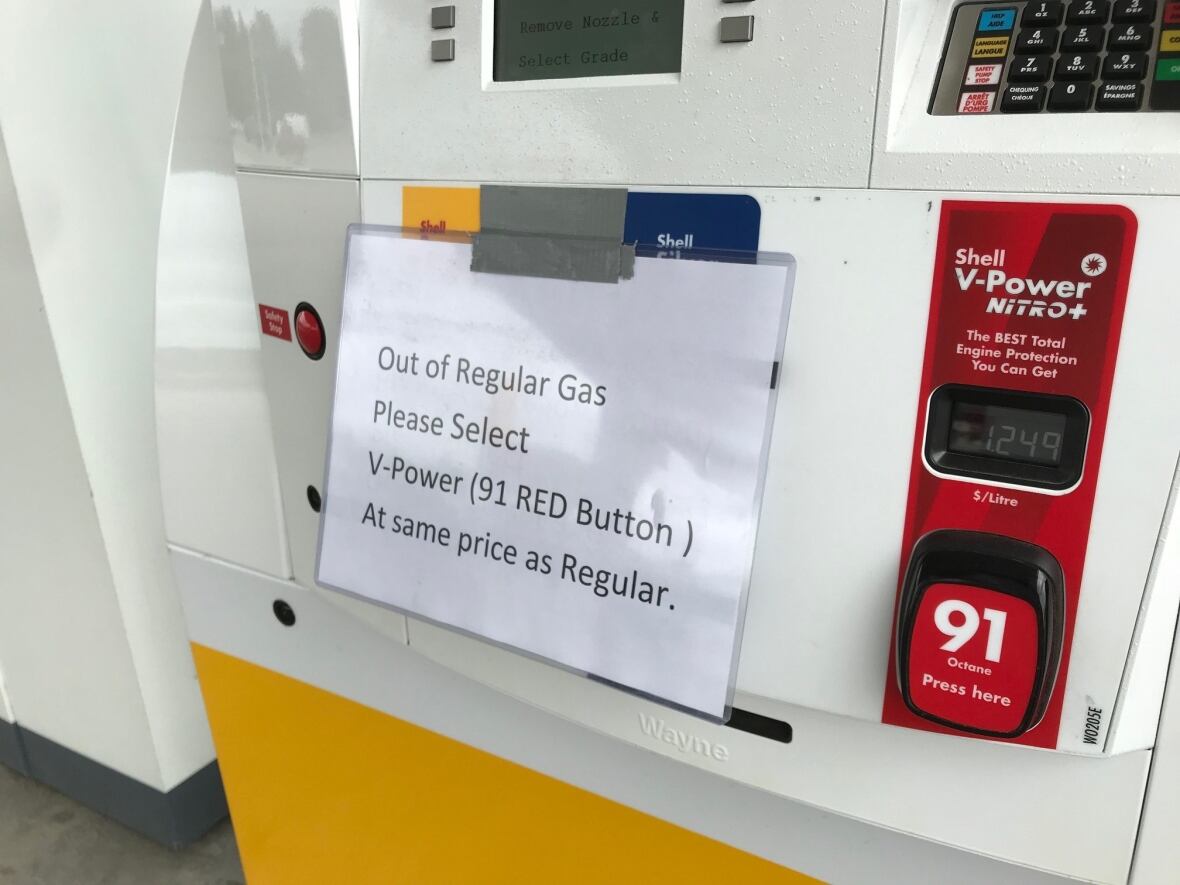 Remove Nozzle &
Select Grade
HELP
AIDE
LANGUAGE
LANGUE
SAFETY
PUMP
STOP
ARRÊT
D'URG
POMPE
1
QZ
2
ABC
3
DEF
4
GHI
5
JKL
6
MNO
7
PRS
8
TUV
9
WXY
CHEQUING
CHÈQUE
0
SAVINGS
ÉPARGNE
Shell
Shell
Safety
Stop
Out of Regular Gas
Please Select
V-Power (91 RED Button )
At same price as Regular.
Shell
V-Power
NiTRO+
The BEST Total
Engine Protection
You Can Get
1.249
$/Litre
91
Octane
Press here
W0205E
Wayne